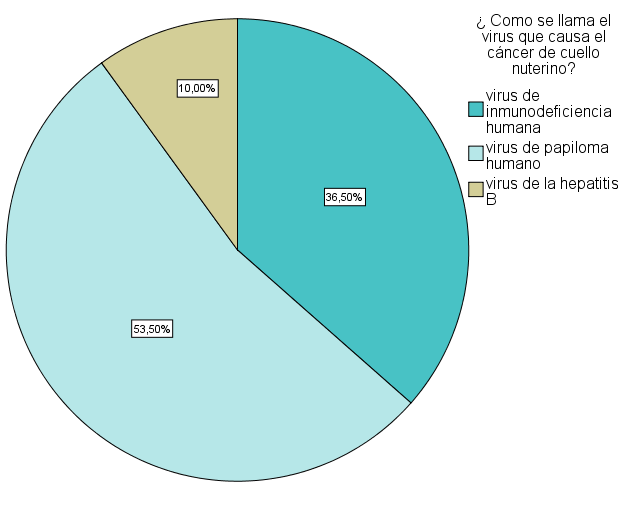 ¿ Como se llama el
virus que causa el
cáncer de cuello
nuterino?
virus de
inmunodeficiencia
humana
virus de papiloma
humano
virus de la hepatitis
B
10,00%
36,50%
53,50%